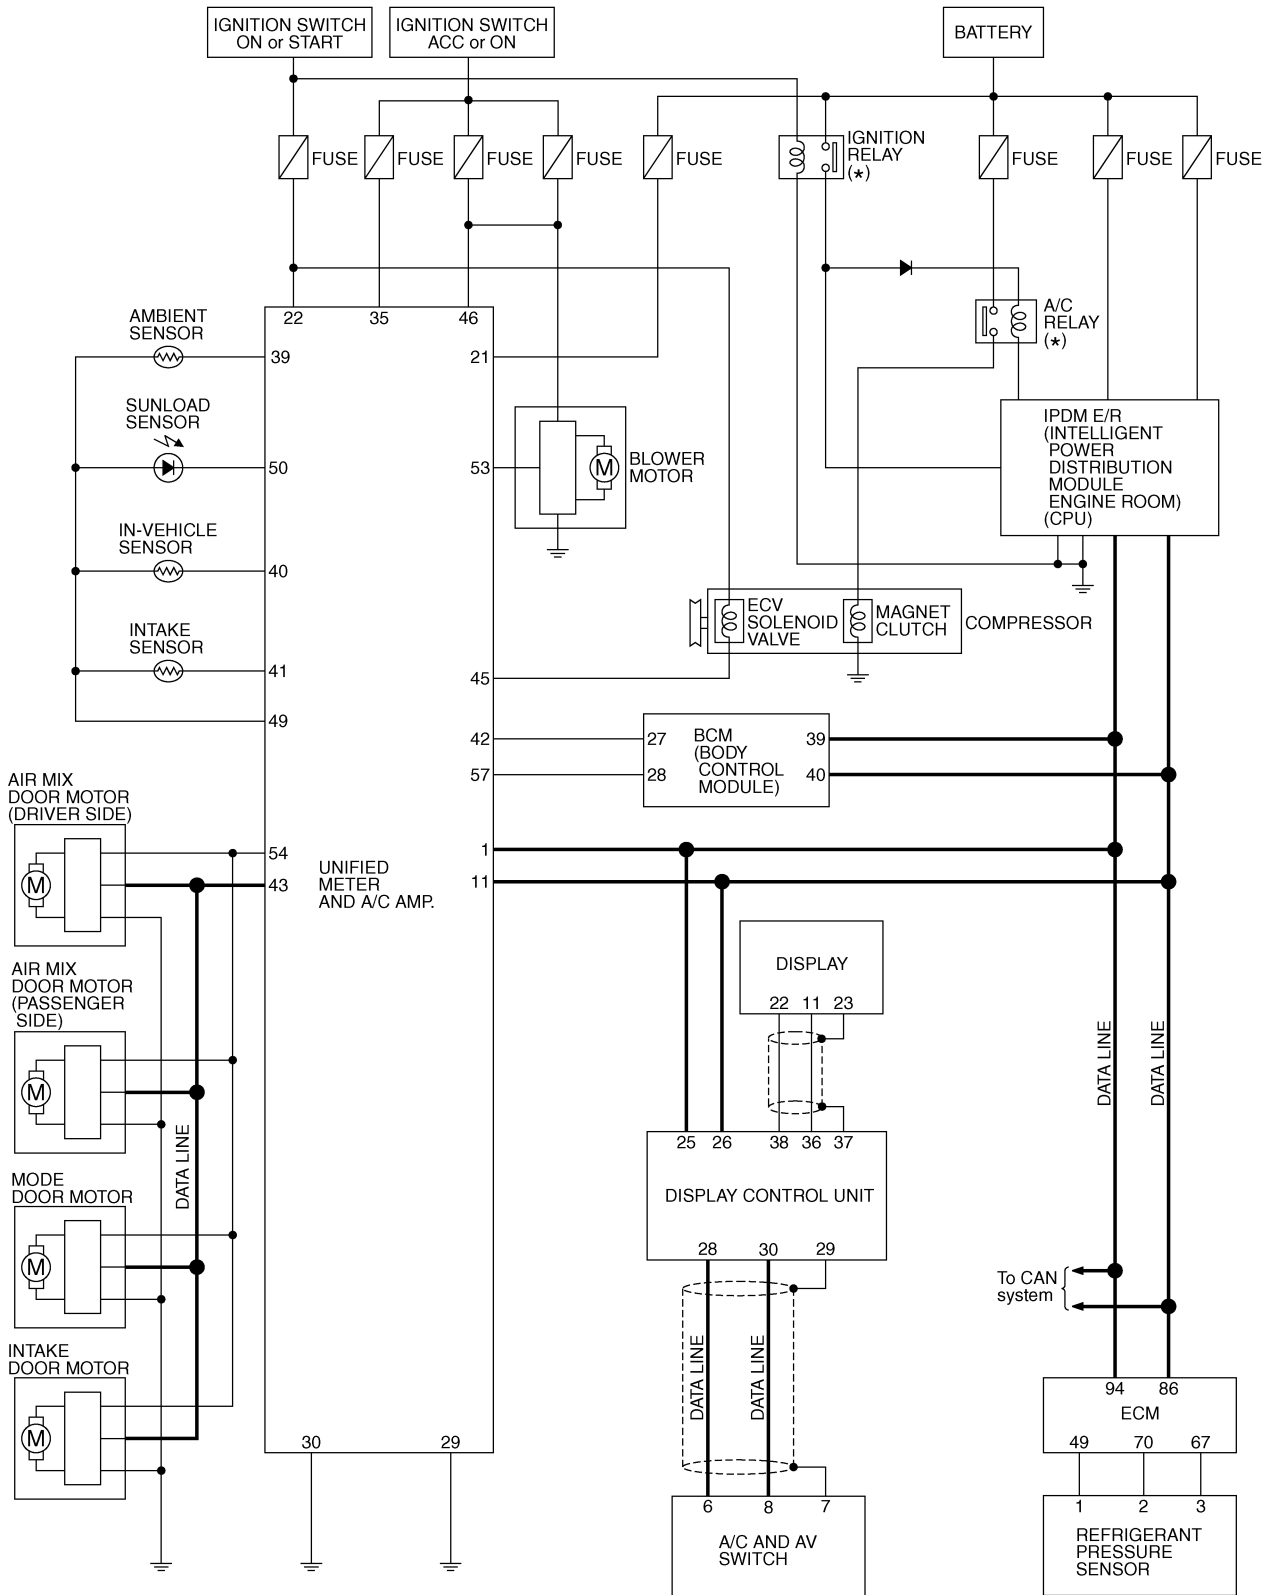 IGNITION SWITCH
ON or START
IGNITION SWITCH
ACC or ON
BATTERY
FUSE
FUSE
FUSE
FUSE
FUSE
IGNITION
RELAY
(*)
FUSE
FUSE
FUSE
A/C
RELAY
(*)
22
35
46
AMBIENT
SENSOR
39
21
SUNLOAD
SENSOR
50
53
BLOWER
MOTOR
M
IPDM E/R
(INTELLIGENT
POWER
DISTRIBUTION
MODULE
ENGINE ROOM)
(CPU)
IN-VEHICLE
SENSOR
40
INTAKE
SENSOR
41
49
45
ECV
SOLENOID
VALVE
MAGNET
CLUTCH
COMPRESSOR
42
57
27
28
BCM
(BODY
CONTROL
MODULE)
39
40
AIR MIX
DOOR MOTOR
(DRIVER SIDE)
M
54
43
UNIFIED
METER
AND A/C AMP.
1
11
AIR MIX
DOOR MOTOR
(PASSENGER
SIDE)
M
DISPLAY
22 11 23
DATA LINE
DATA LINE
DATA LINE
25 26 38 36 37
DISPLAY CONTROL UNIT
28 30 29
MODE
DOOR MOTOR
M
To CAN
system
INTAKE
DOOR MOTOR
M
DATA LINE
DATA LINE
30
29
94 86
ECM
49 70 67
6 8 7
A/C AND AV
SWITCH
1 2 3
REFRIGERANT
PRESSURE
SENSOR